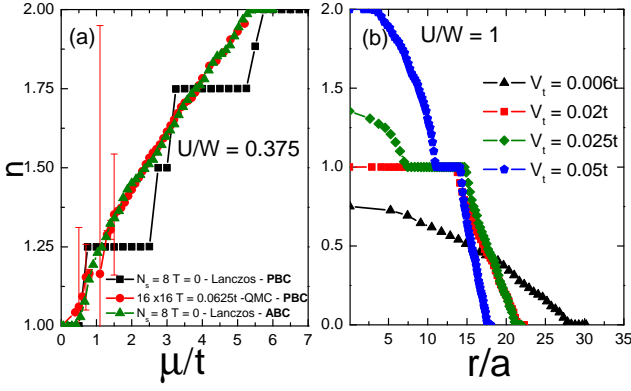 (a)
U/W = 0.375
N_s = 8 T = 0 - Lanczos - PBC
16 x16 T = 0.0625t -QMC - PBC
N_s = 8 T = 0 - Lanczos - ABC
n
2.00
1.75
1.50
1.25
1.00
0 1 2 3 4 5 6 7
μ/t
(b)
U/W = 1
V_t = 0.006t
V_t = 0.02t
V_t = 0.025t
V_t = 0.05t
2.0
1.5
1.0
0.5
0.0
0 5 10 15 20 25 30 35
r/a